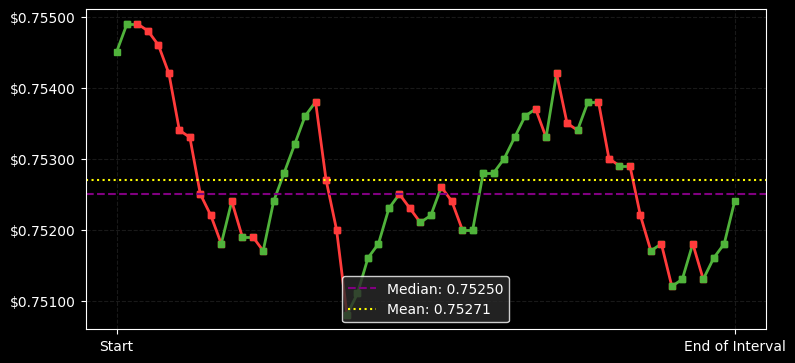 $0.75500
$0.75400
$0.75300
$0.75200
$0.75100
Median: 0.75250
Mean: 0.75271
Start
End of Interval